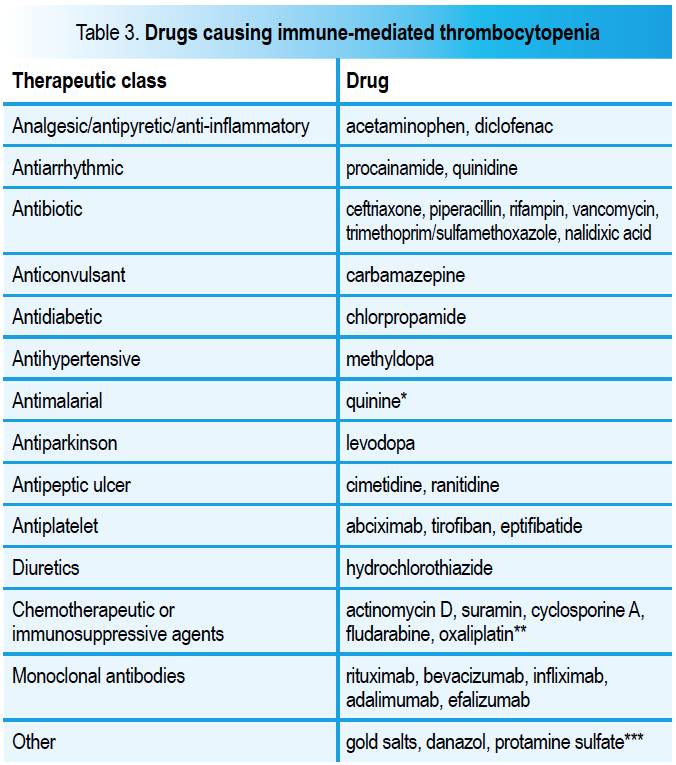 Table 3. Drugs causing immune-mediated thrombocytopenia
Therapeutic class Drug
Analgesic/antipyretic/anti-inflammatory acetaminophen, diclofenac
Antiarrhythmic procainamide, quinidine
Antibiotic ceftriaxone, piperacillin, rifampin, vancomycin,
trimethoprim/sulfamethoxazole, nalidixic acid
Anticonvulsant carbamazepine
Antidiabetic chlorpropamide
Antihypertensive methyldopa
Antimalarial quinine*
Antiparkinson levodopa
Antipeptic ulcer cimetidine, ranitidine
Antiplatelet abciximab, tirofiban, eptifibatide
Diuretics hydrochlorothiazide
Chemotherapeutic or actinomycin D, suramin, cyclosporine A,
immunosuppressive agents fludarabine, oxaliplatin**
Monoclonal antibodies rituximab, bevacizumab, infliximab,
adalimumab, efalizumab
Other gold salts, danazol, protamine sulfate***